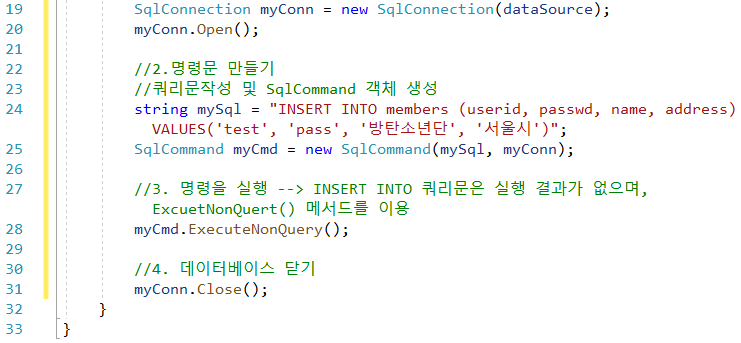 19 SqlConnection myConn = new SqlConnection(dataSource);
20 myConn.Open();
21
22 //2.명령문 만들기
23 //쿼리문작성 및 SqlCommand 객체 생성
24 string mySql = "INSERT INTO members (userid, passwd, name, address)
VALUES('test', 'pass', '방탄소년단', '서울시')";
25 SqlCommand myCmd = new SqlCommand(mySql, myConn);
26
27 //3. 명령을 실행 --> INSERT INTO 쿼리문은 실행 결과가 없으며,
ExcuetNonQuert() 메서드를 이용
28 myCmd.ExecuteNonQuery();
29
30 //4. 데이터베이스 닫기
31 myConn.Close();
32 }
33 }